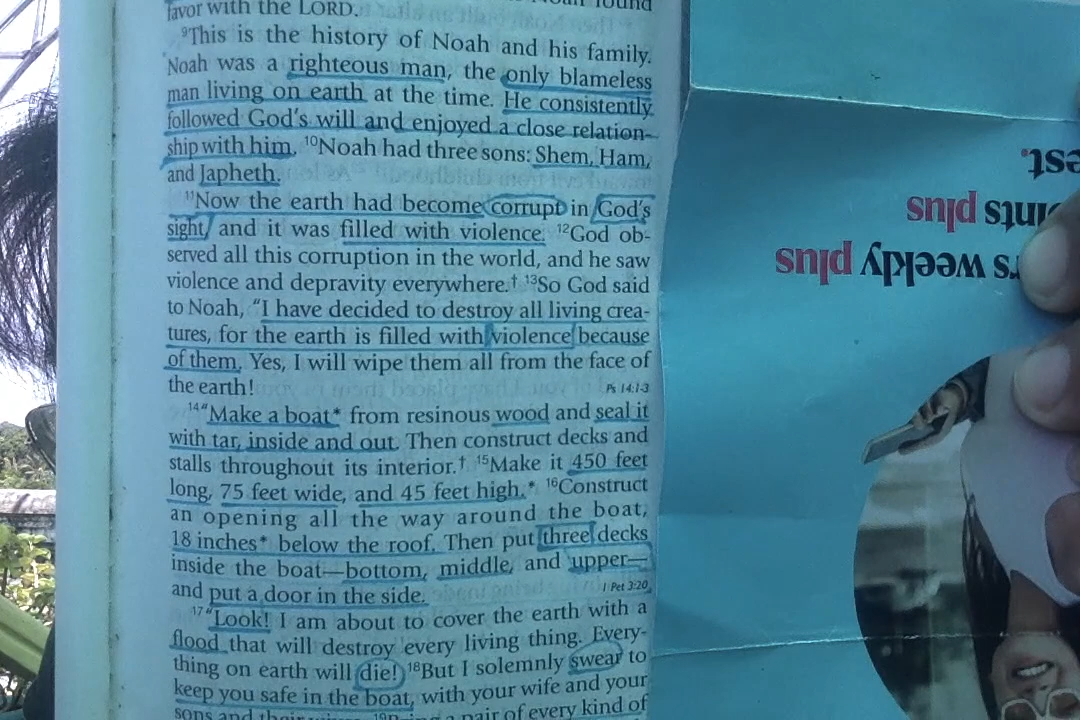 favor with the LORD.
⁹This is the history of Noah and his family.
Noah was a righteous man, the only blameless
man living on earth at the time. He consistently
followed God's will and enjoyed a close relation-
ship with him. ¹⁰Noah had three sons: Shem, Ham,
and Japheth.
¹¹Now the earth had become corrupt in God's
sight, and it was filled with violence. ¹²God ob-
served all this corruption in the world, and he saw
violence and depravity everywhere.† ¹³So God said
to Noah, “I have decided to destroy all living crea-
tures, for the earth is filled with violence because
of them. Yes, I will wipe them all from the face of
the earth! Ps 14:1-3
¹⁴“Make a boat* from resinous wood and seal it
with tar, inside and out. Then construct decks and
stalls throughout its interior.† ¹⁵Make it 450 feet
long, 75 feet wide, and 45 feet high.* ¹⁶Construct
an opening all the way around the boat,
18 inches* below the roof. Then put three decks
inside the boat—bottom, middle, and upper—
and put a door in the side. 1 Pet 3:20
¹⁷“Look! I am about to cover the earth with a
flood that will destroy every living thing. Every-
thing on earth will die! ¹⁸But I solemnly swear to
keep you safe in the boat, with your wife and your
sons and their a pair of every kind of
weekly plus
plus